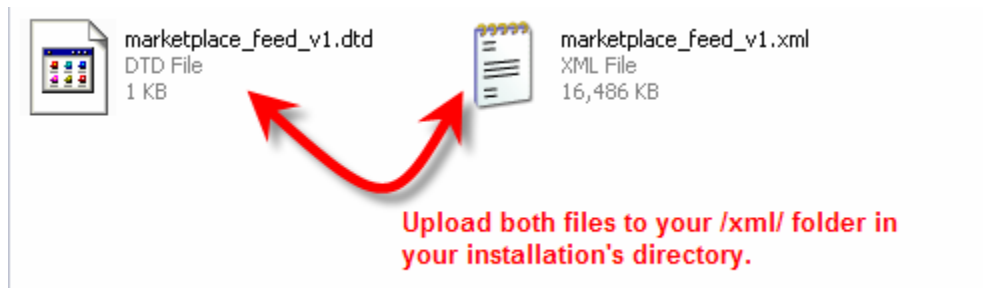 marketplace_feed_v1.dtd
DTD File
1 KB
marketplace_feed_v1.xml
XML File
16,486 KB
Upload both files to your /xml/ folder in
your installation's directory.